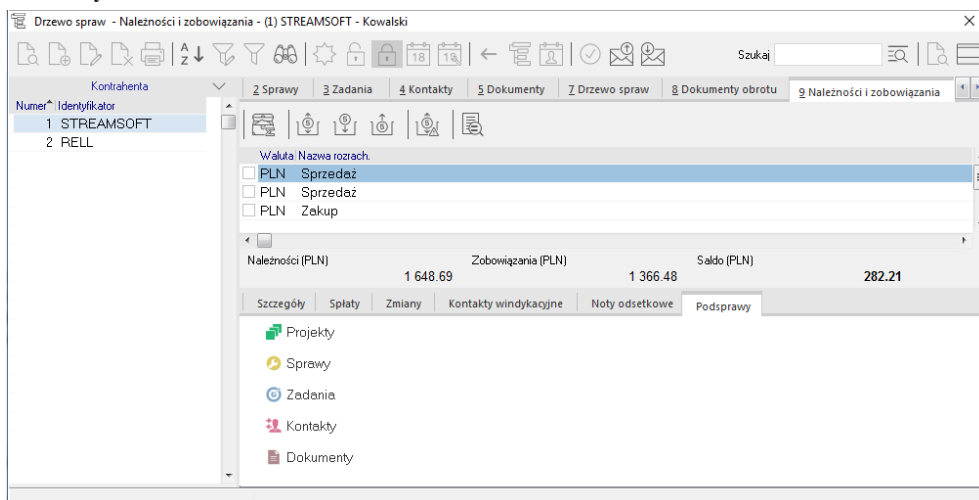 Drzewo spraw - Należności i zobowiązania - (1) STREAMSOFT - Kowalski
Szukaj
Kontrahenta
2 Sprawy 3 Zadania 4 Kontakty 5 Dokumenty 7 Drzewo spraw 8 Dokumenty obrotu 9 Należności i zobowiązania
Numer Identyfikator
1 STREAMSOFT
2 RELL
Waluta Nazwa rozrach.
PLN Sprzedaż
PLN Sprzedaż
PLN Zakup
Należności (PLN) Zobowiązania (PLN) Saldo (PLN)
1 648.69 1 366.48 282.21
Szczegóły Spłaty Zmiany Kontakty windykacyjne Noty odsetkowe Podsprawy
Projekty
Sprawy
Zadania
Kontakty
Dokumenty